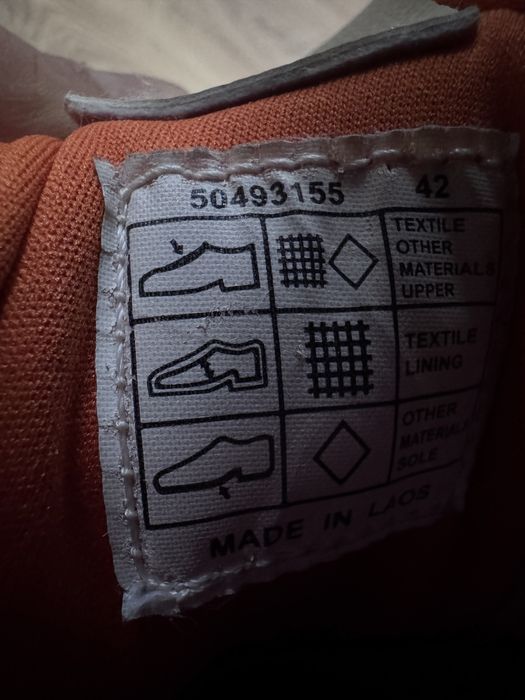 50493155 42
TEXTILE
OTHER
MATERIALS
UPPER
TEXTILE
LINING
OTHER
MATERIALS
SOLE
MADE IN LAOS